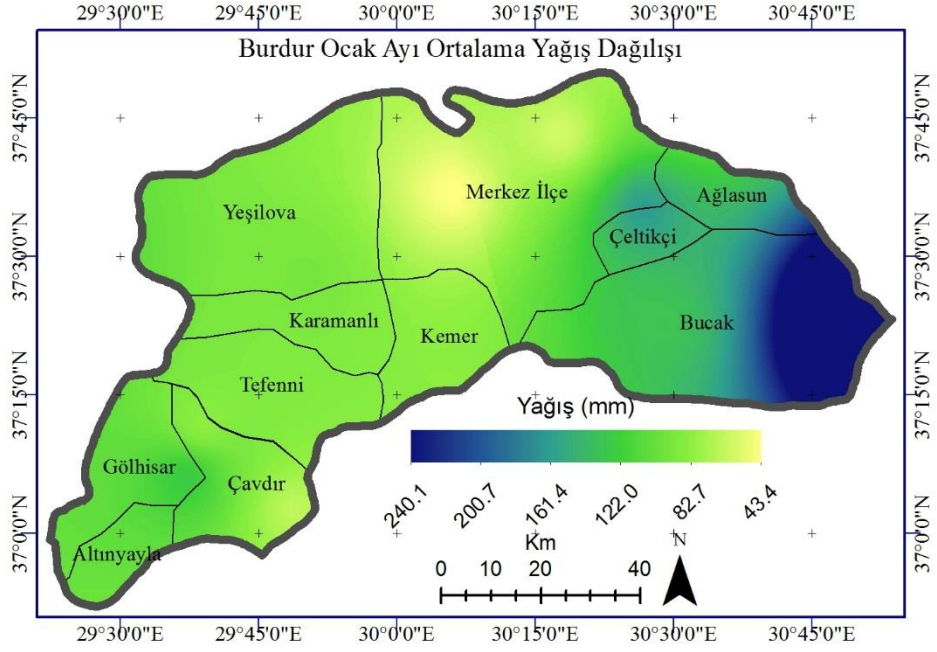 29°30'0"E 29°45'0"E 30°0'0"E 30°15'0"E 30°30'0"E 30°45'0"E
Burdur Ocak Ayı Ortalama Yağış Dağılışı
37°45'0"N 37°45'0"N
Merkez İlçe
Ağlasun
Yeşilova
Çeltikçi
37°30'0"N 37°30'0"N
Karamanlı
Bucak
Kemer
Tefenni
37°15'0"N 37°15'0"N
Yağış (mm)
Gölhisar
Çavdır
240.1 200.7 161.4 122.0 82.7 43.4
37°0'0"N 37°0'0"N
Km
N
Altınyayla
0 10 20 40
29°30'0"E 29°45'0"E 30°0'0"E 30°15'0"E 30°30'0"E 30°45'0"E